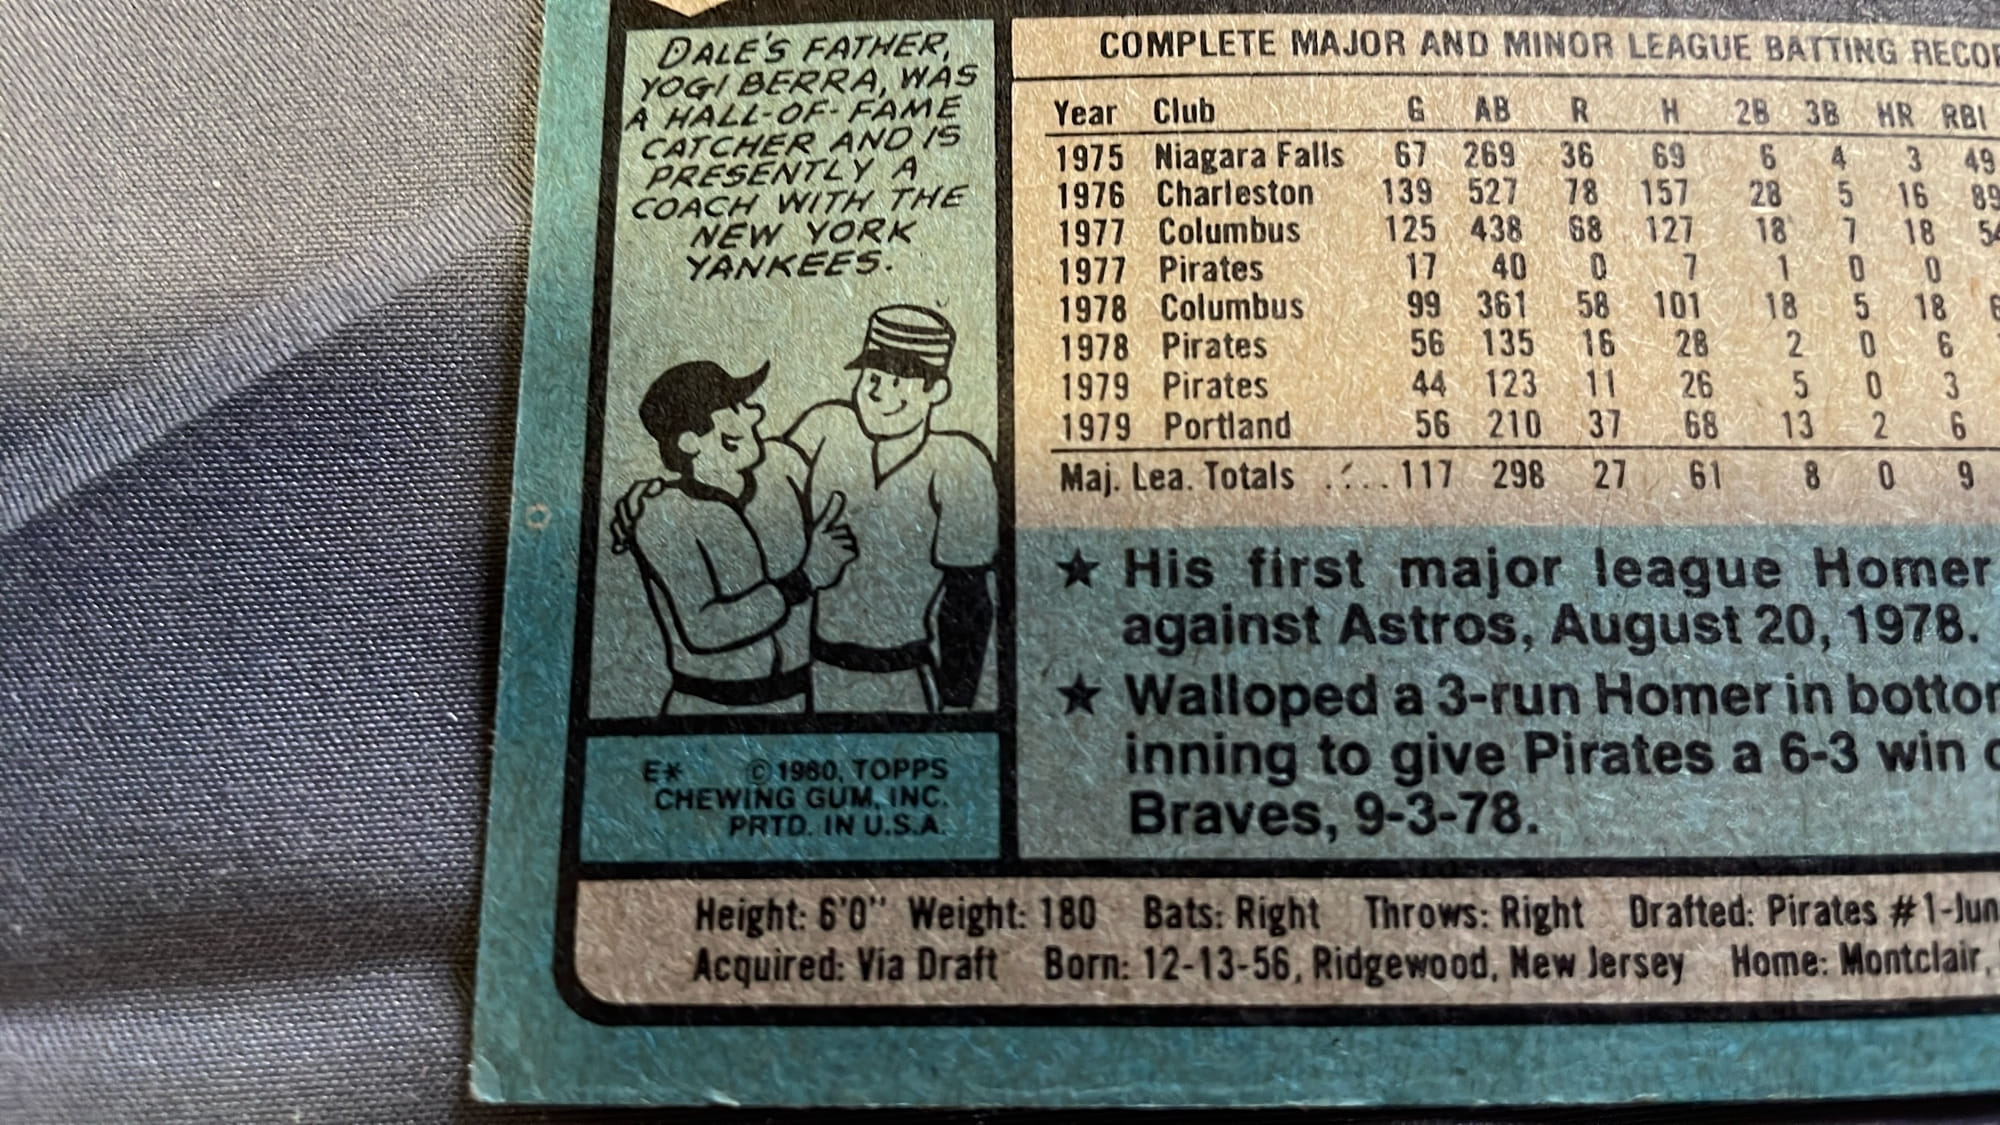 DALE'S FATHER,
YOGI BERRA, WAS
A HALL-OF-FAME
CATCHER AND IS
PRESENTLY A
COACH WITH THE
NEW YORK
YANKEES.
E* © 1980, TOPPS
CHEWING GUM, INC.
PRTD. IN U.S.A.
COMPLETE MAJOR AND MINOR LEAGUE BATTING RECOR
Year Club G AB R H 2B 3B HR RBI
1975 Niagara Falls 67 269 36 69 6 4 3 49
1976 Charleston 139 527 78 157 28 5 16 89
1977 Columbus 125 438 68 127 18 7 18 54
1977 Pirates 17 40 0 7 1 0 0
1978 Columbus 99 361 58 101 18 5 18 6
1978 Pirates 56 135 16 28 2 0 6
1979 Pirates 44 123 11 26 5 0 3
1979 Portland 56 210 37 68 13 2 6
Maj. Lea. Totals .... 117 298 27 61 8 0 9
★ His first major league Homer
against Astros, August 20, 1978.
★ Walloped a 3-run Homer in bottom
inning to give Pirates a 6-3 win
Braves, 9-3-78.
Height: 6'0" Weight: 180 Bats: Right Throws: Right Drafted: Pirates #1-Jun
Acquired: Via Draft Born: 12-13-56, Ridgewood, New Jersey Home: Montclair,